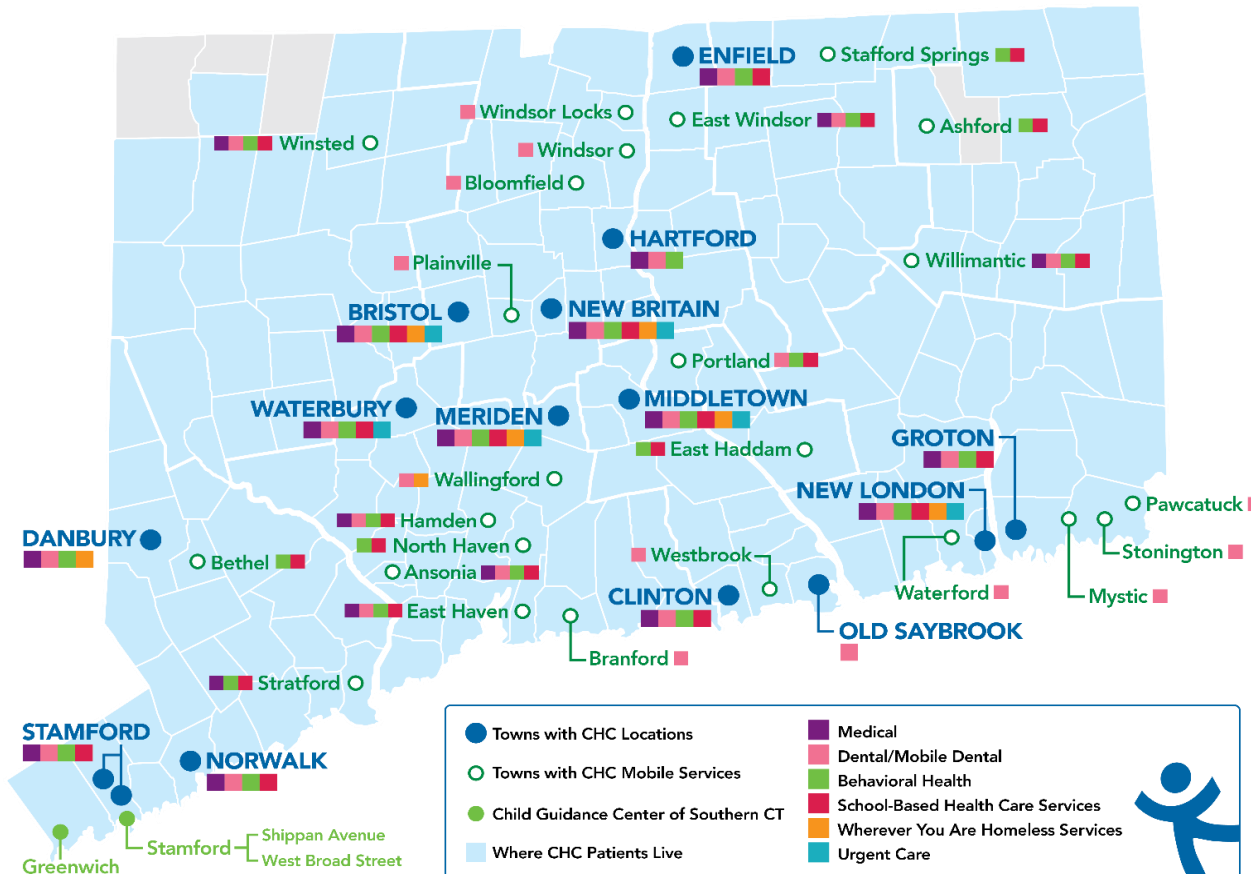 ENFIELD
Stafford Springs
Windsor Locks
East Windsor
Ashford
Winsted
Windsor
Bloomfield
HARTFORD
Plainville
Willimantic
BRISTOL
NEW BRITAIN
Portland
WATERBURY
MERIDEN
MIDDLETOWN
GROTON
East Haddam
Wallingford
NEW LONDON
Pawcatuck
Hamden
DANBURY
North Haven
Westbrook
Stonington
Bethel
Ansonia
CLINTON
Waterford
Mystic
East Haven
OLD SAYBROOK
Branford
Stratford
STAMFORD
NORWALK
Shippan Avenue
Stamford
West Broad Street
Greenwich
Towns with CHC Locations
Towns with CHC Mobile Services
Child Guidance Center of Southern CT
Where CHC Patients Live
Medical
Dental/Mobile Dental
Behavioral Health
School-Based Health Care Services
Wherever You Are Homeless Services
Urgent Care